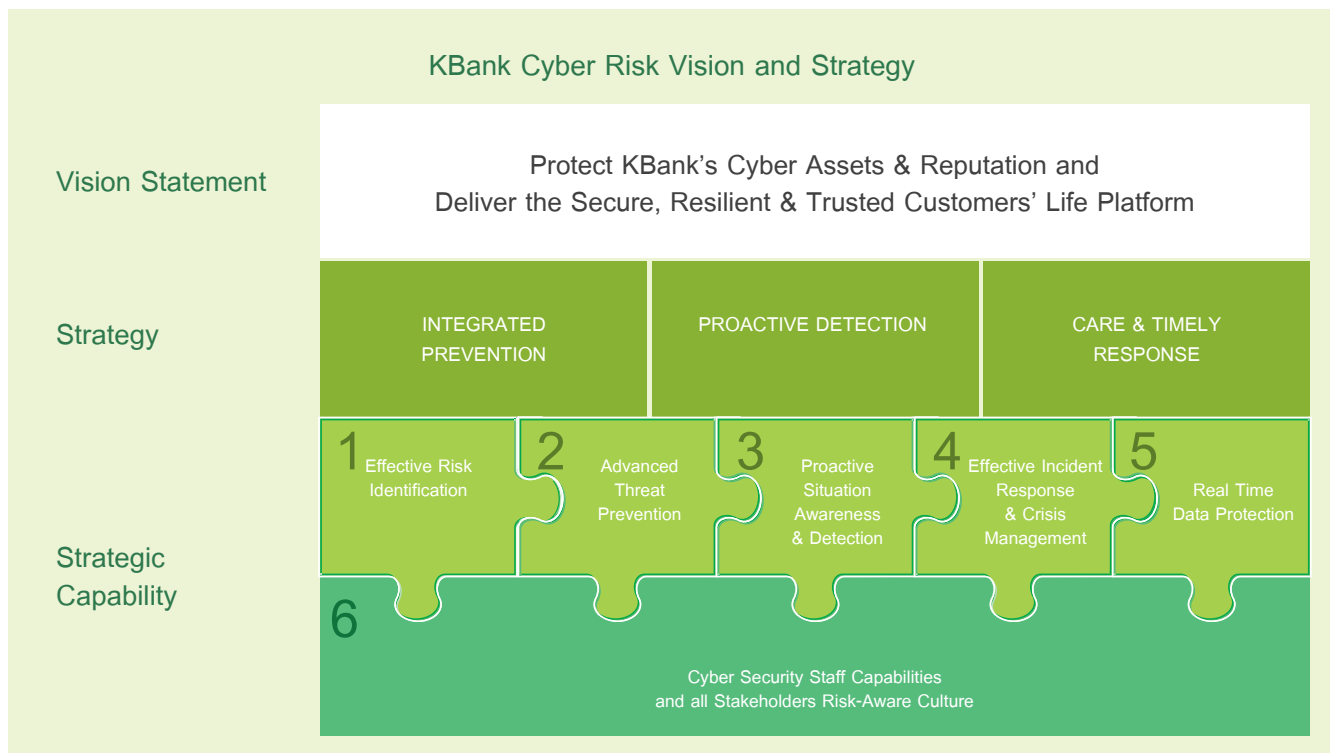 KBank Cyber Risk Vision and Strategy
Vision Statement
Protect KBank’s Cyber Assets & Reputation and
Deliver the Secure, Resilient & Trusted Customers’ Life Platform
Strategy
INTEGRATED
PREVENTION
PROACTIVE DETECTION
CARE & TIMELY
RESPONSE
Strategic
Capability
1
Effective Risk
Identification
2
Advanced
Threat
Prevention
3
Proactive
Situation
Awareness
& Detection
4
Effective Incident
Response
& Crisis
Management
5
Real Time
Data Protection
6
Cyber Security Staff Capabilities
and all Stakeholders Risk-Aware Culture